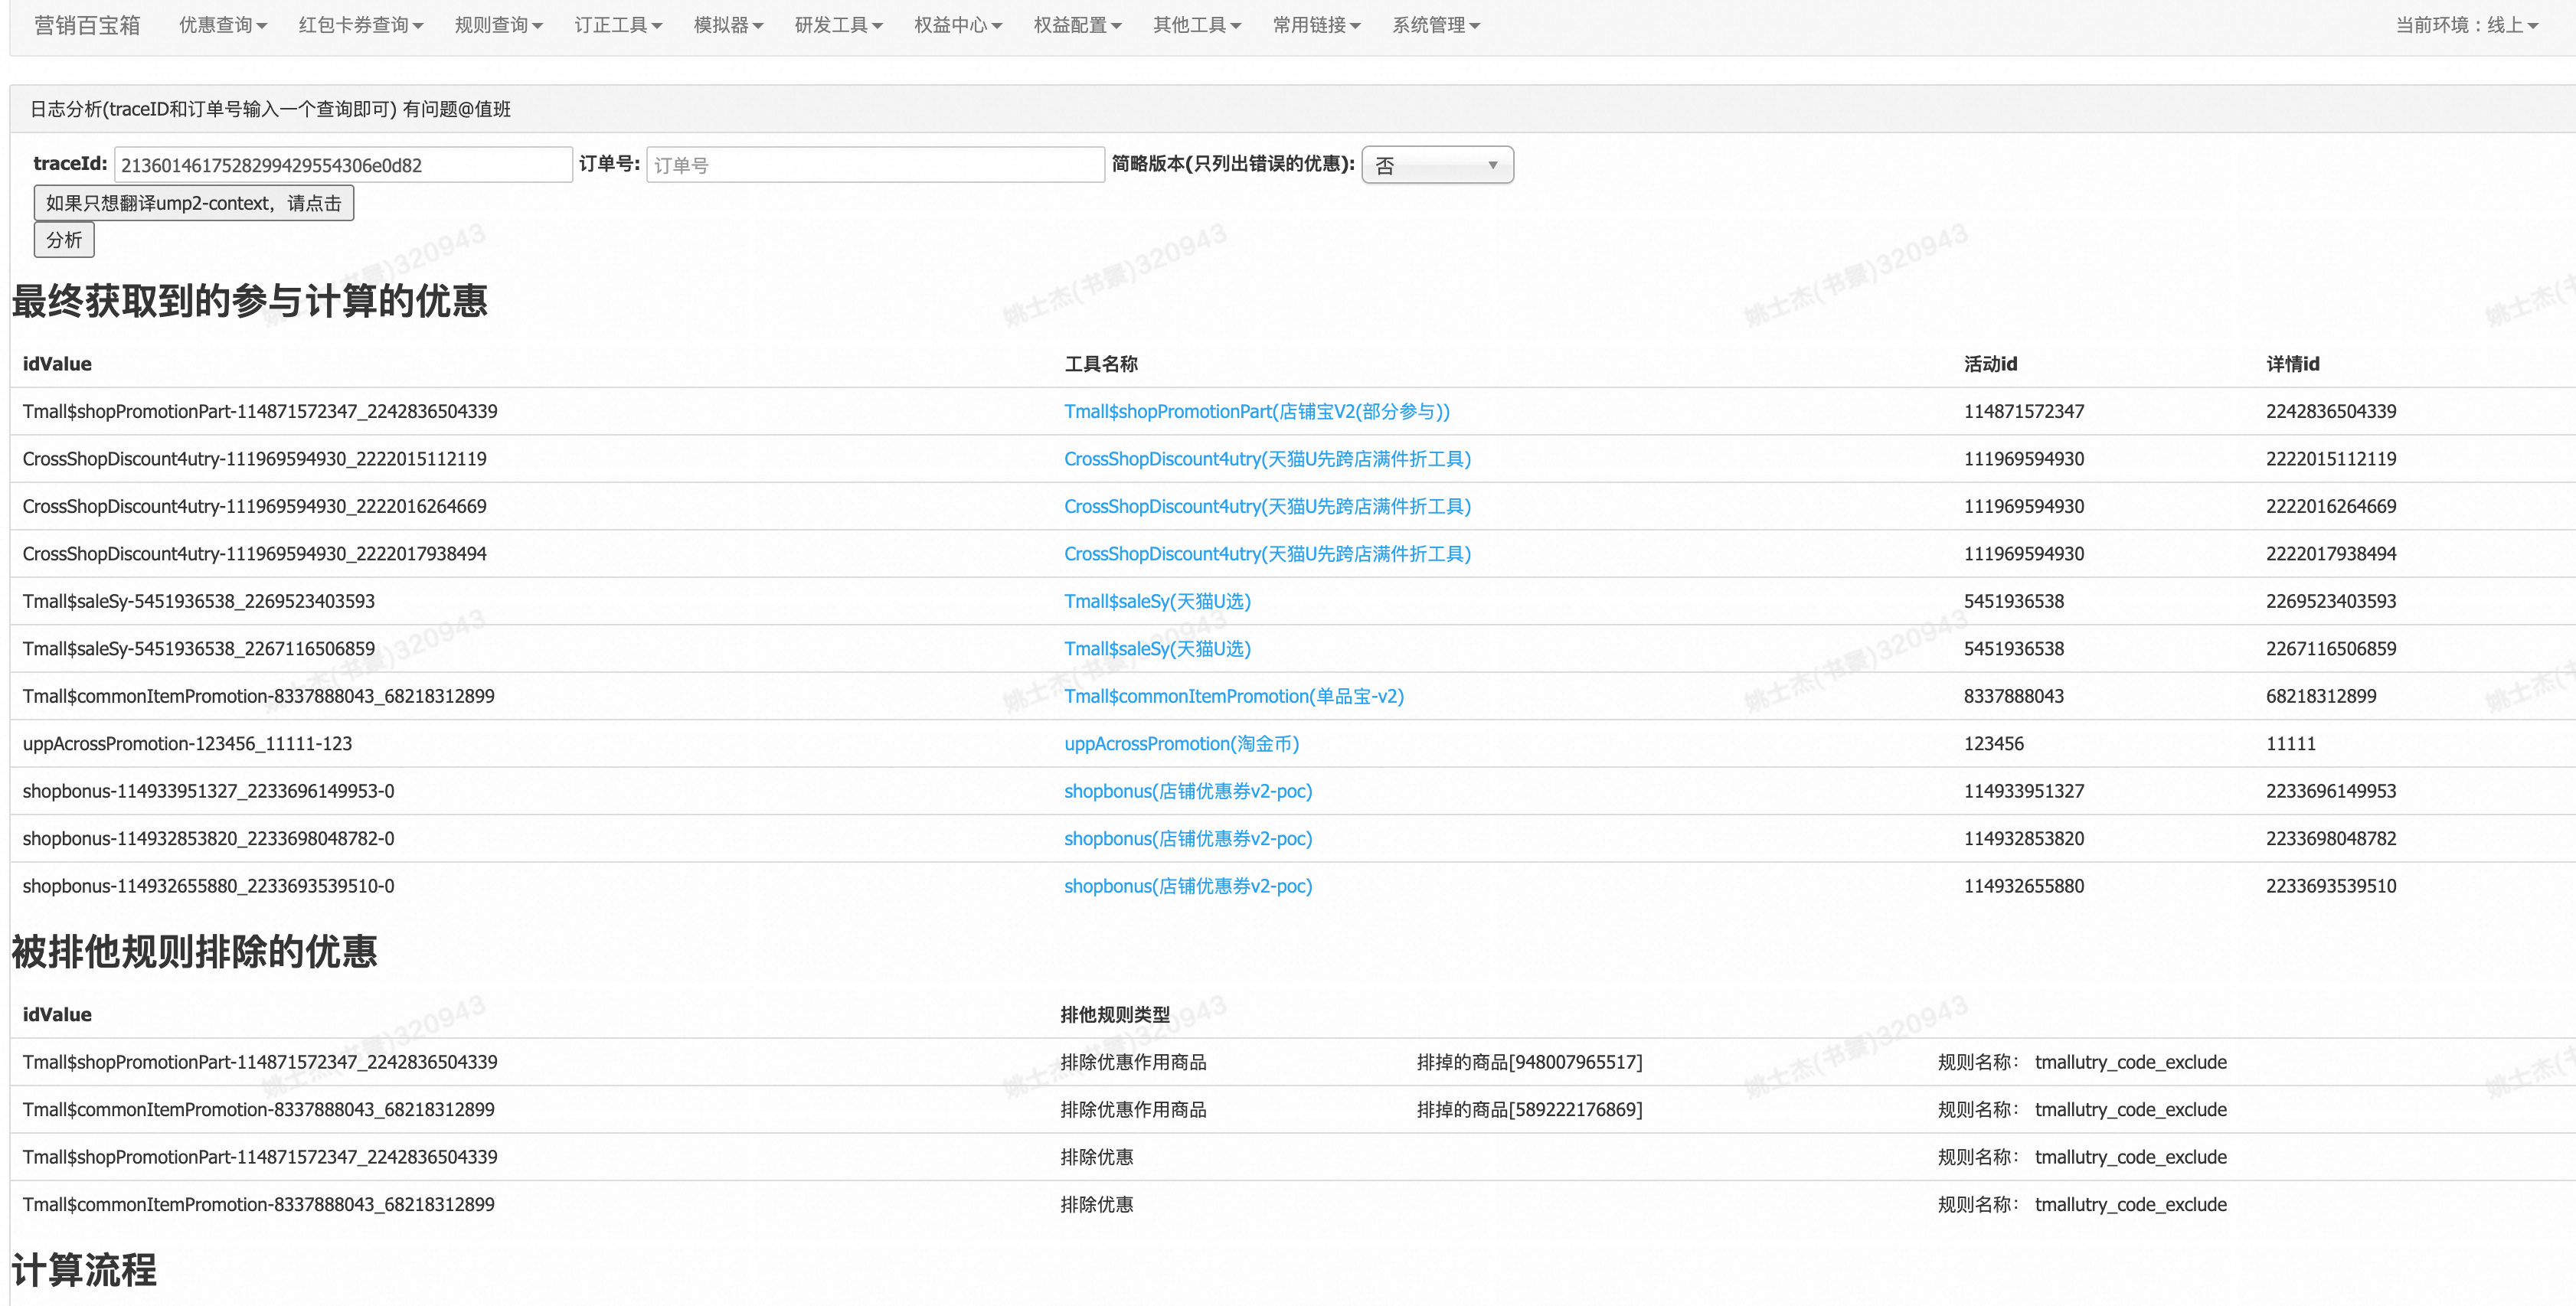 营销百宝箱 优惠查询 红包卡券查询 规则查询 订正工具 模拟器 研发工具 权益中心 权益配置 其他工具 常用链接 系统管理 当前环境：线上
日志分析(traceID和订单号输入一个查询即可) 有问题@值班
traceId: 2136014617528299429554306e0d82 订单号: 订单号 简略版本(只列出错误的优惠): 否
如果只想翻译ump2-context，请点击
分析
最终获取到的参与计算的优惠
idValue 工具名称 活动id 详情id
Tmall$shopPromotionPart-114871572347_2242836504339 Tmall$shopPromotionPart(店铺宝V2(部分参与)) 114871572347 2242836504339
CrossShopDiscount4utry-111969594930_2222015112119 CrossShopDiscount4utry(天猫U先跨店满件折工具) 111969594930 2222015112119
CrossShopDiscount4utry-111969594930_2222016264669 CrossShopDiscount4utry(天猫U先跨店满件折工具) 111969594930 2222016264669
CrossShopDiscount4utry-111969594930_2222017938494 CrossShopDiscount4utry(天猫U先跨店满件折工具) 111969594930 2222017938494
Tmall$saleSy-5451936538_2269523403593 Tmall$saleSy(天猫U选) 5451936538 2269523403593
Tmall$saleSy-5451936538_2267116506859 Tmall$saleSy(天猫U选) 5451936538 2267116506859
Tmall$commonItemPromotion-8337888043_68218312899 Tmall$commonItemPromotion(单品宝-v2) 8337888043 68218312899
uppAcrossPromotion-123456_11111-123 uppAcrossPromotion(淘金币) 123456 11111
shopbonus-114933951327_2233696149953-0 shopbonus(店铺优惠券v2-poc) 114933951327 2233696149953
shopbonus-114932853820_2233698048782-0 shopbonus(店铺优惠券v2-poc) 114932853820 2233698048782
shopbonus-114932655880_2233693539510-0 shopbonus(店铺优惠券v2-poc) 114932655880 2233693539510
被排他规则排除的优惠
idValue 排他规则类型
Tmall$shopPromotionPart-114871572347_2242836504339 排除优惠作用商品 排掉的商品[948007965517] 规则名称： tmallutry_code_exclude
Tmall$commonItemPromotion-8337888043_68218312899 排除优惠作用商品 排掉的商品[589222176869] 规则名称： tmallutry_code_exclude
Tmall$shopPromotionPart-114871572347_2242836504339 排除优惠 规则名称： tmallutry_code_exclude
Tmall$commonItemPromotion-8337888043_68218312899 排除优惠 规则名称： tmallutry_code_exclude
计算流程
姚士杰(书景)320943